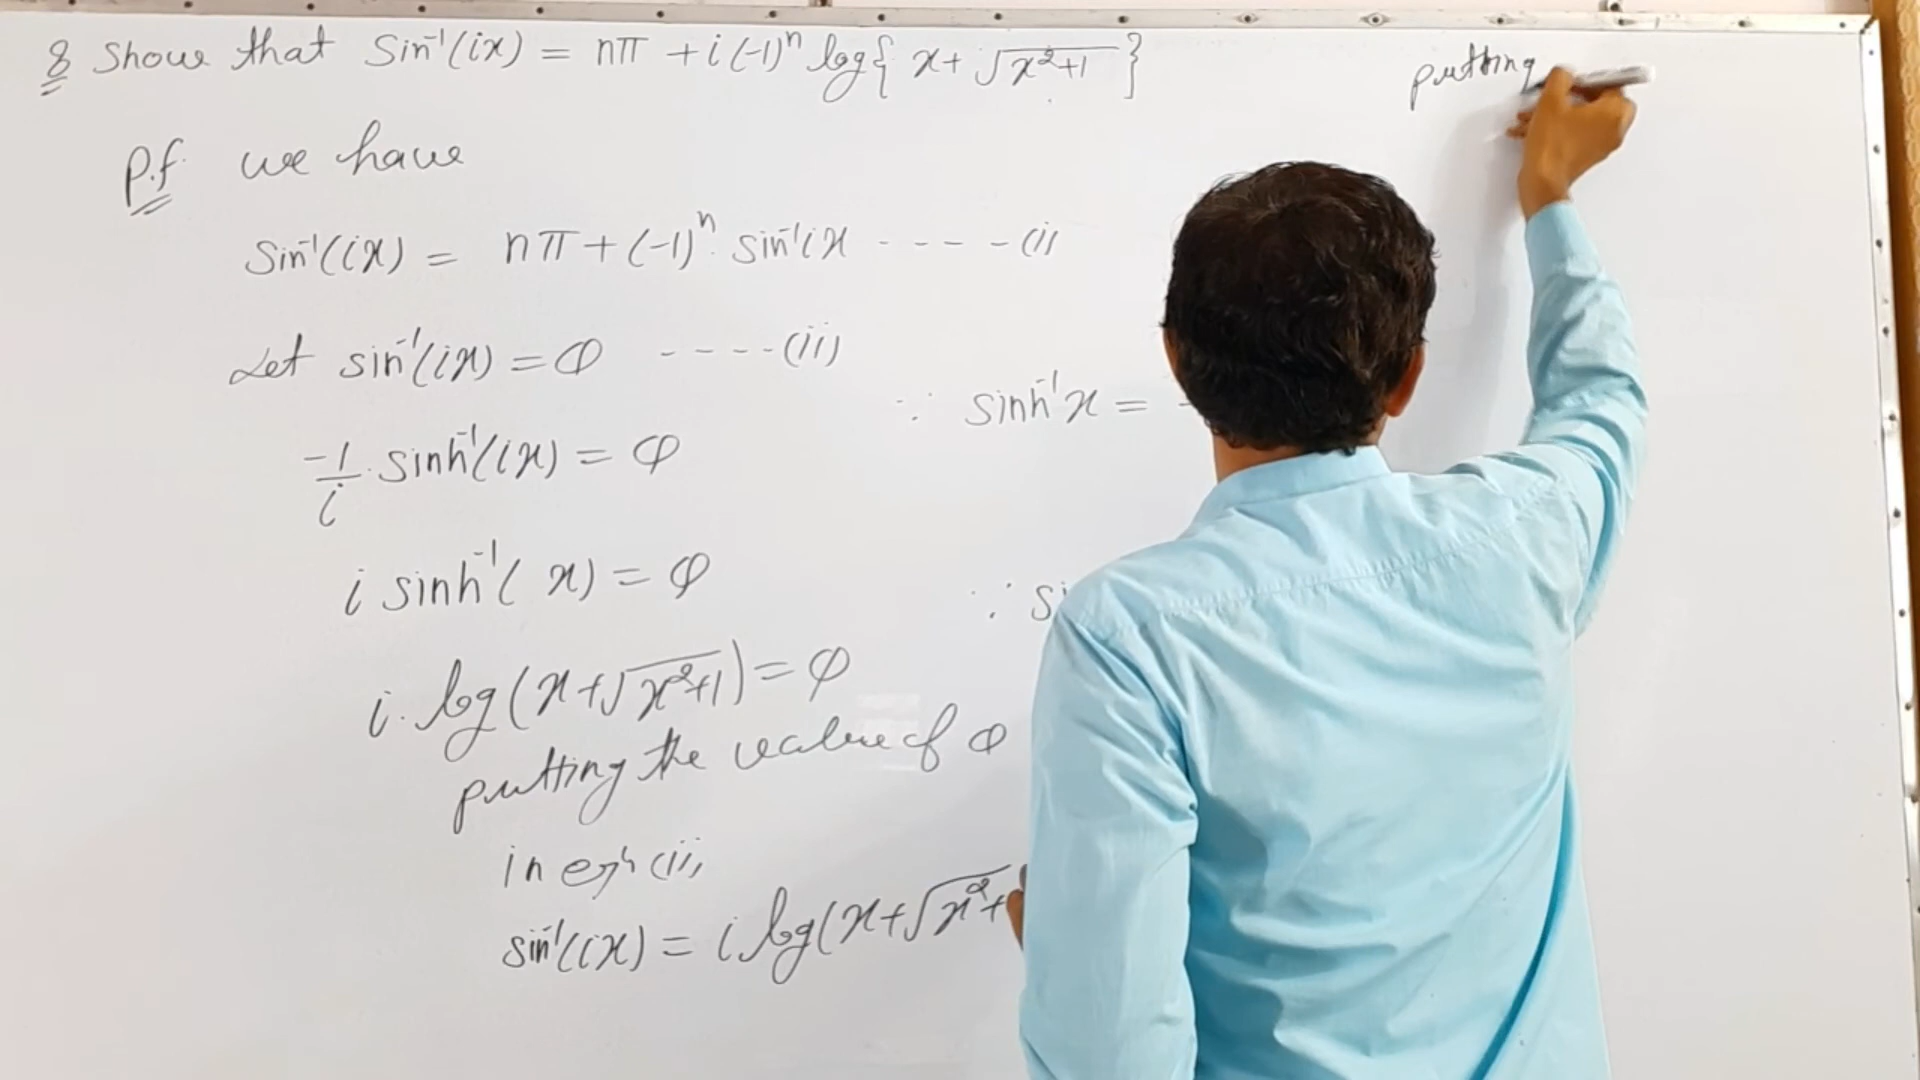 8 Show that Sin⁻¹(ix) = nπ + i(-1)ⁿ log{ x+ √x²+1 }
P.f. we have
Sin⁻¹(ix) = nπ + (-1)ⁿ. sin⁻¹ix - - - - (i)
Let sin⁻¹(ix) = φ - - - - (ii)
-1/i . sinh⁻¹(ix) = φ
∵ sinh⁻¹x =
i sinh⁻¹( x) = φ
i. log(x+√x²+1) = φ
putting the value of φ
in eqn (ii)
sin⁻¹(ix) = i log(x+√x²+
putting